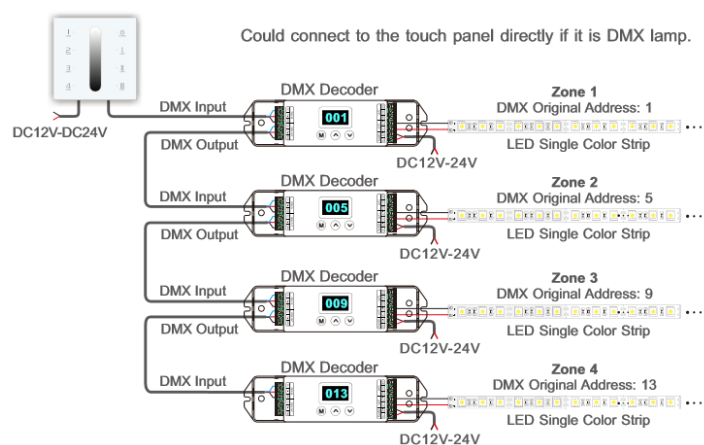 Could connect to the touch panel directly if it is DMX lamp.
DC12V-DC24V
DMX Input
DMX Output
DMX Decoder
001
M
DC12V-24V
Zone 1
DMX Original Address: 1
LED Single Color Strip
DMX Input
DMX Output
DMX Decoder
005
M
DC12V-24V
Zone 2
DMX Original Address: 5
LED Single Color Strip
DMX Input
DMX Output
DMX Decoder
009
M
DC12V-24V
Zone 3
DMX Original Address: 9
LED Single Color Strip
DMX Input
DMX Decoder
013
M
DC12V-24V
Zone 4
DMX Original Address: 13
LED Single Color Strip